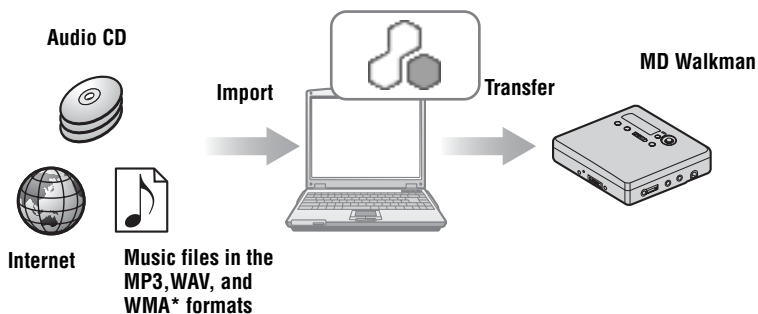 Audio CD
Import
Transfer
MD Walkman
Internet
Music files in the
MP3,WAV, and
WMA* formats